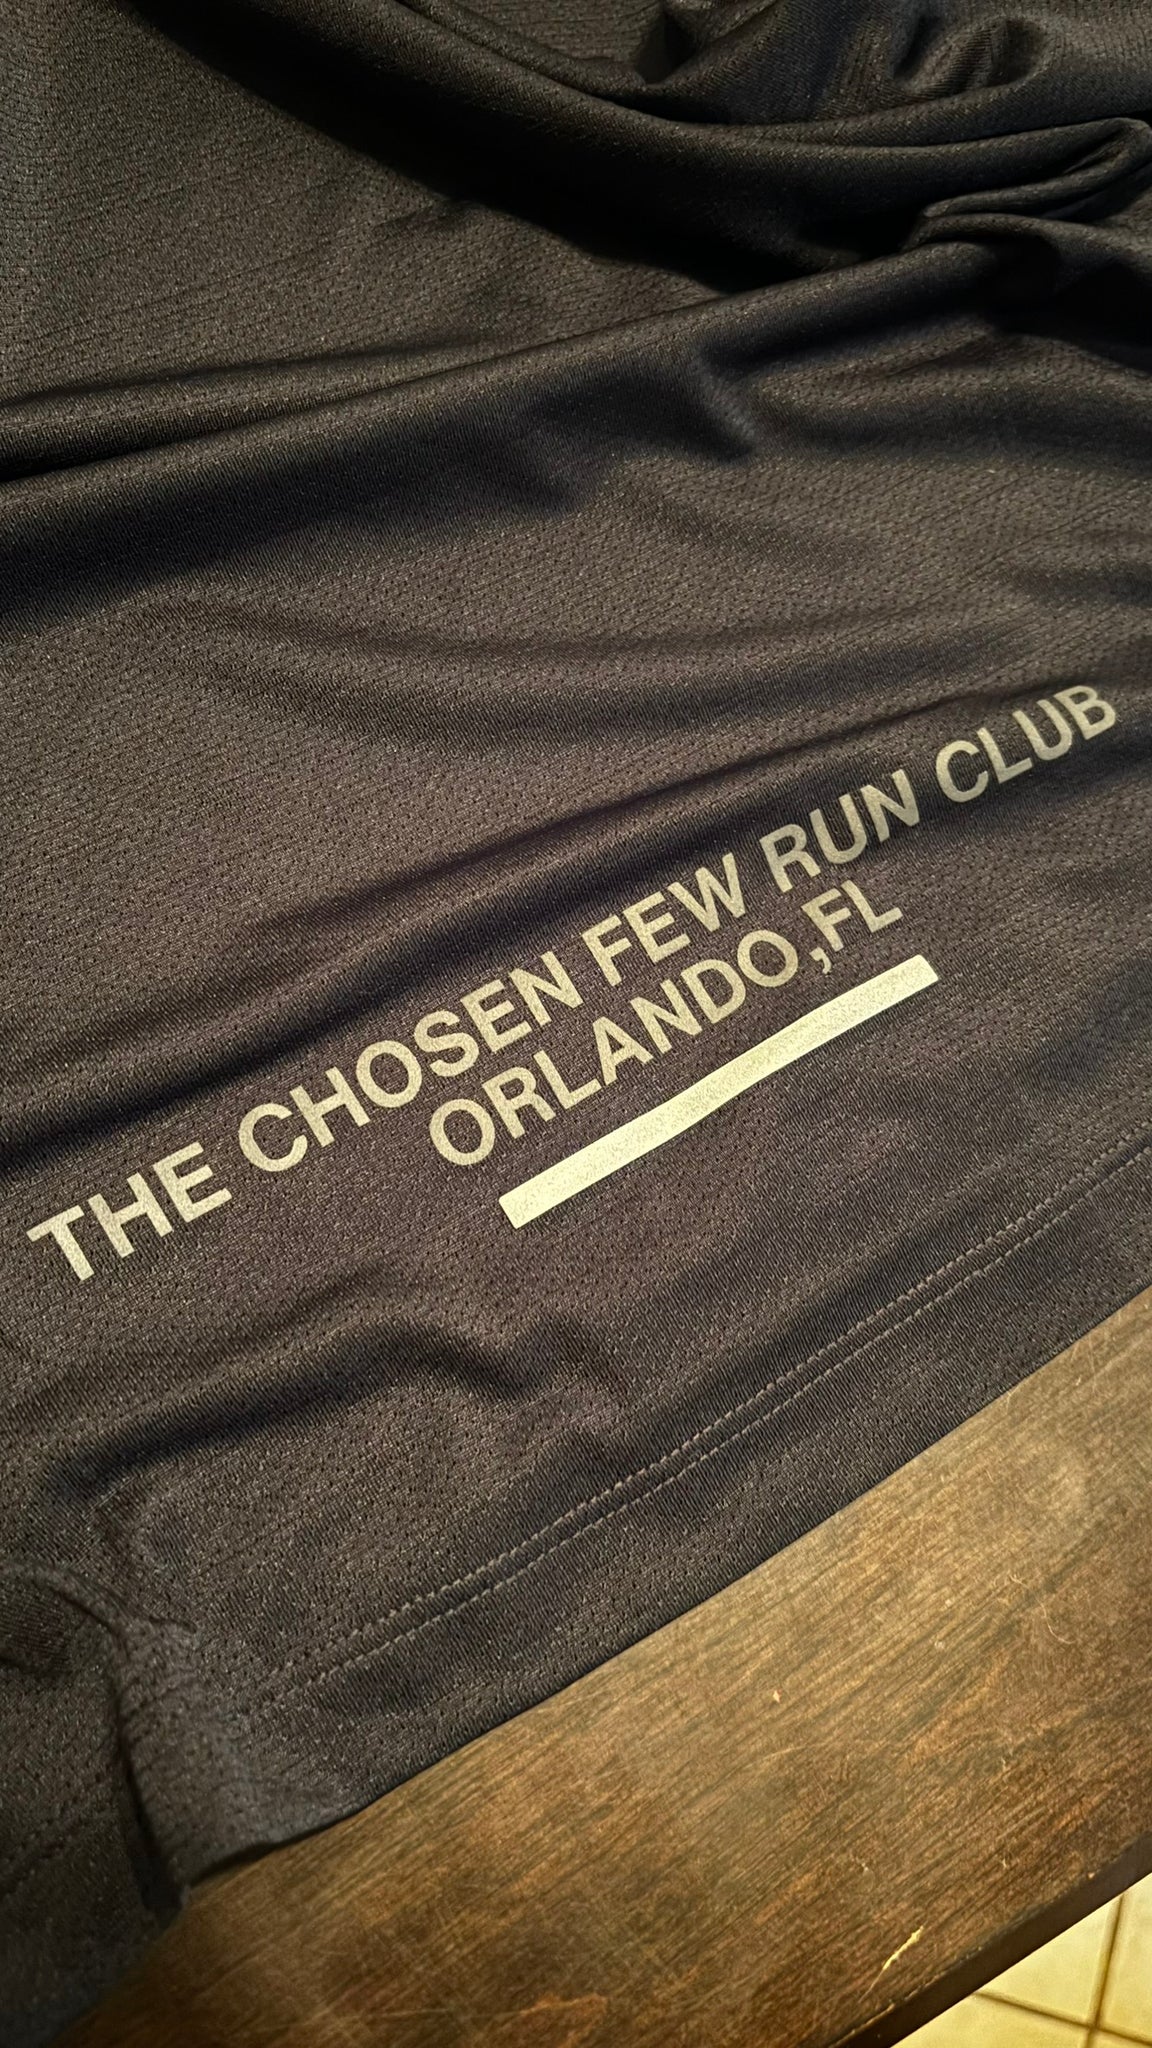 THE CHOSEN FEW RUN CLUB
ORLANDO,FL